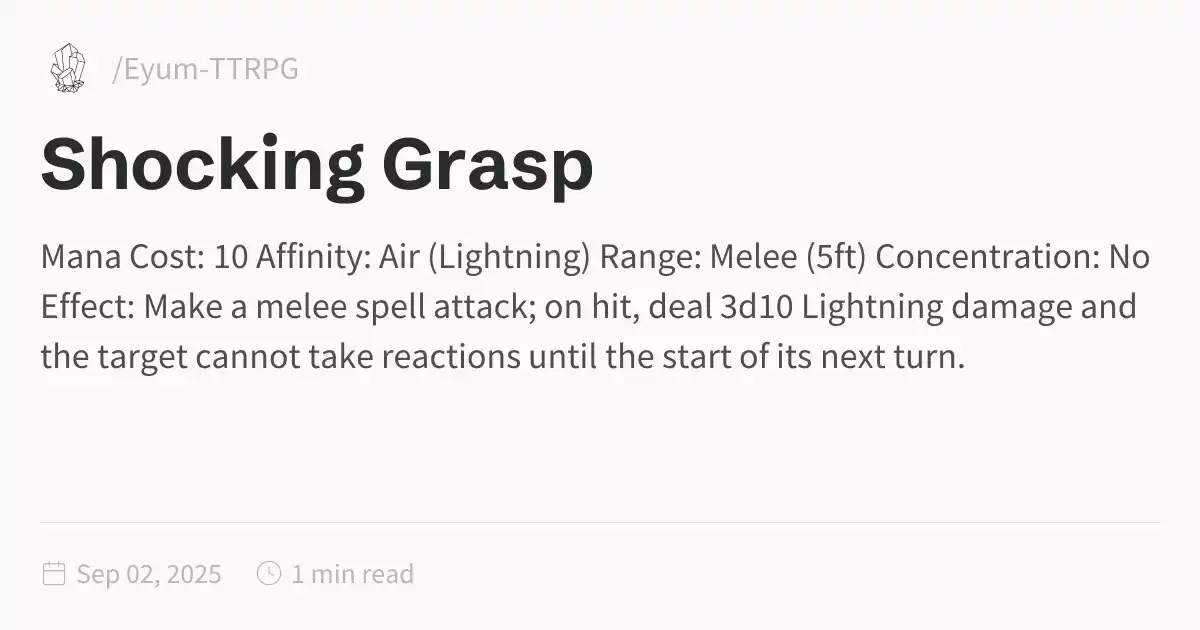 /Eyum-TTRPG
Shocking Grasp
Mana Cost: 10 Affinity: Air (Lightning) Range: Melee (5ft) Concentration: No
Effect: Make a melee spell attack; on hit, deal 3d10 Lightning damage and
the target cannot take reactions until the start of its next turn.
Sep 02, 2025 1 min read